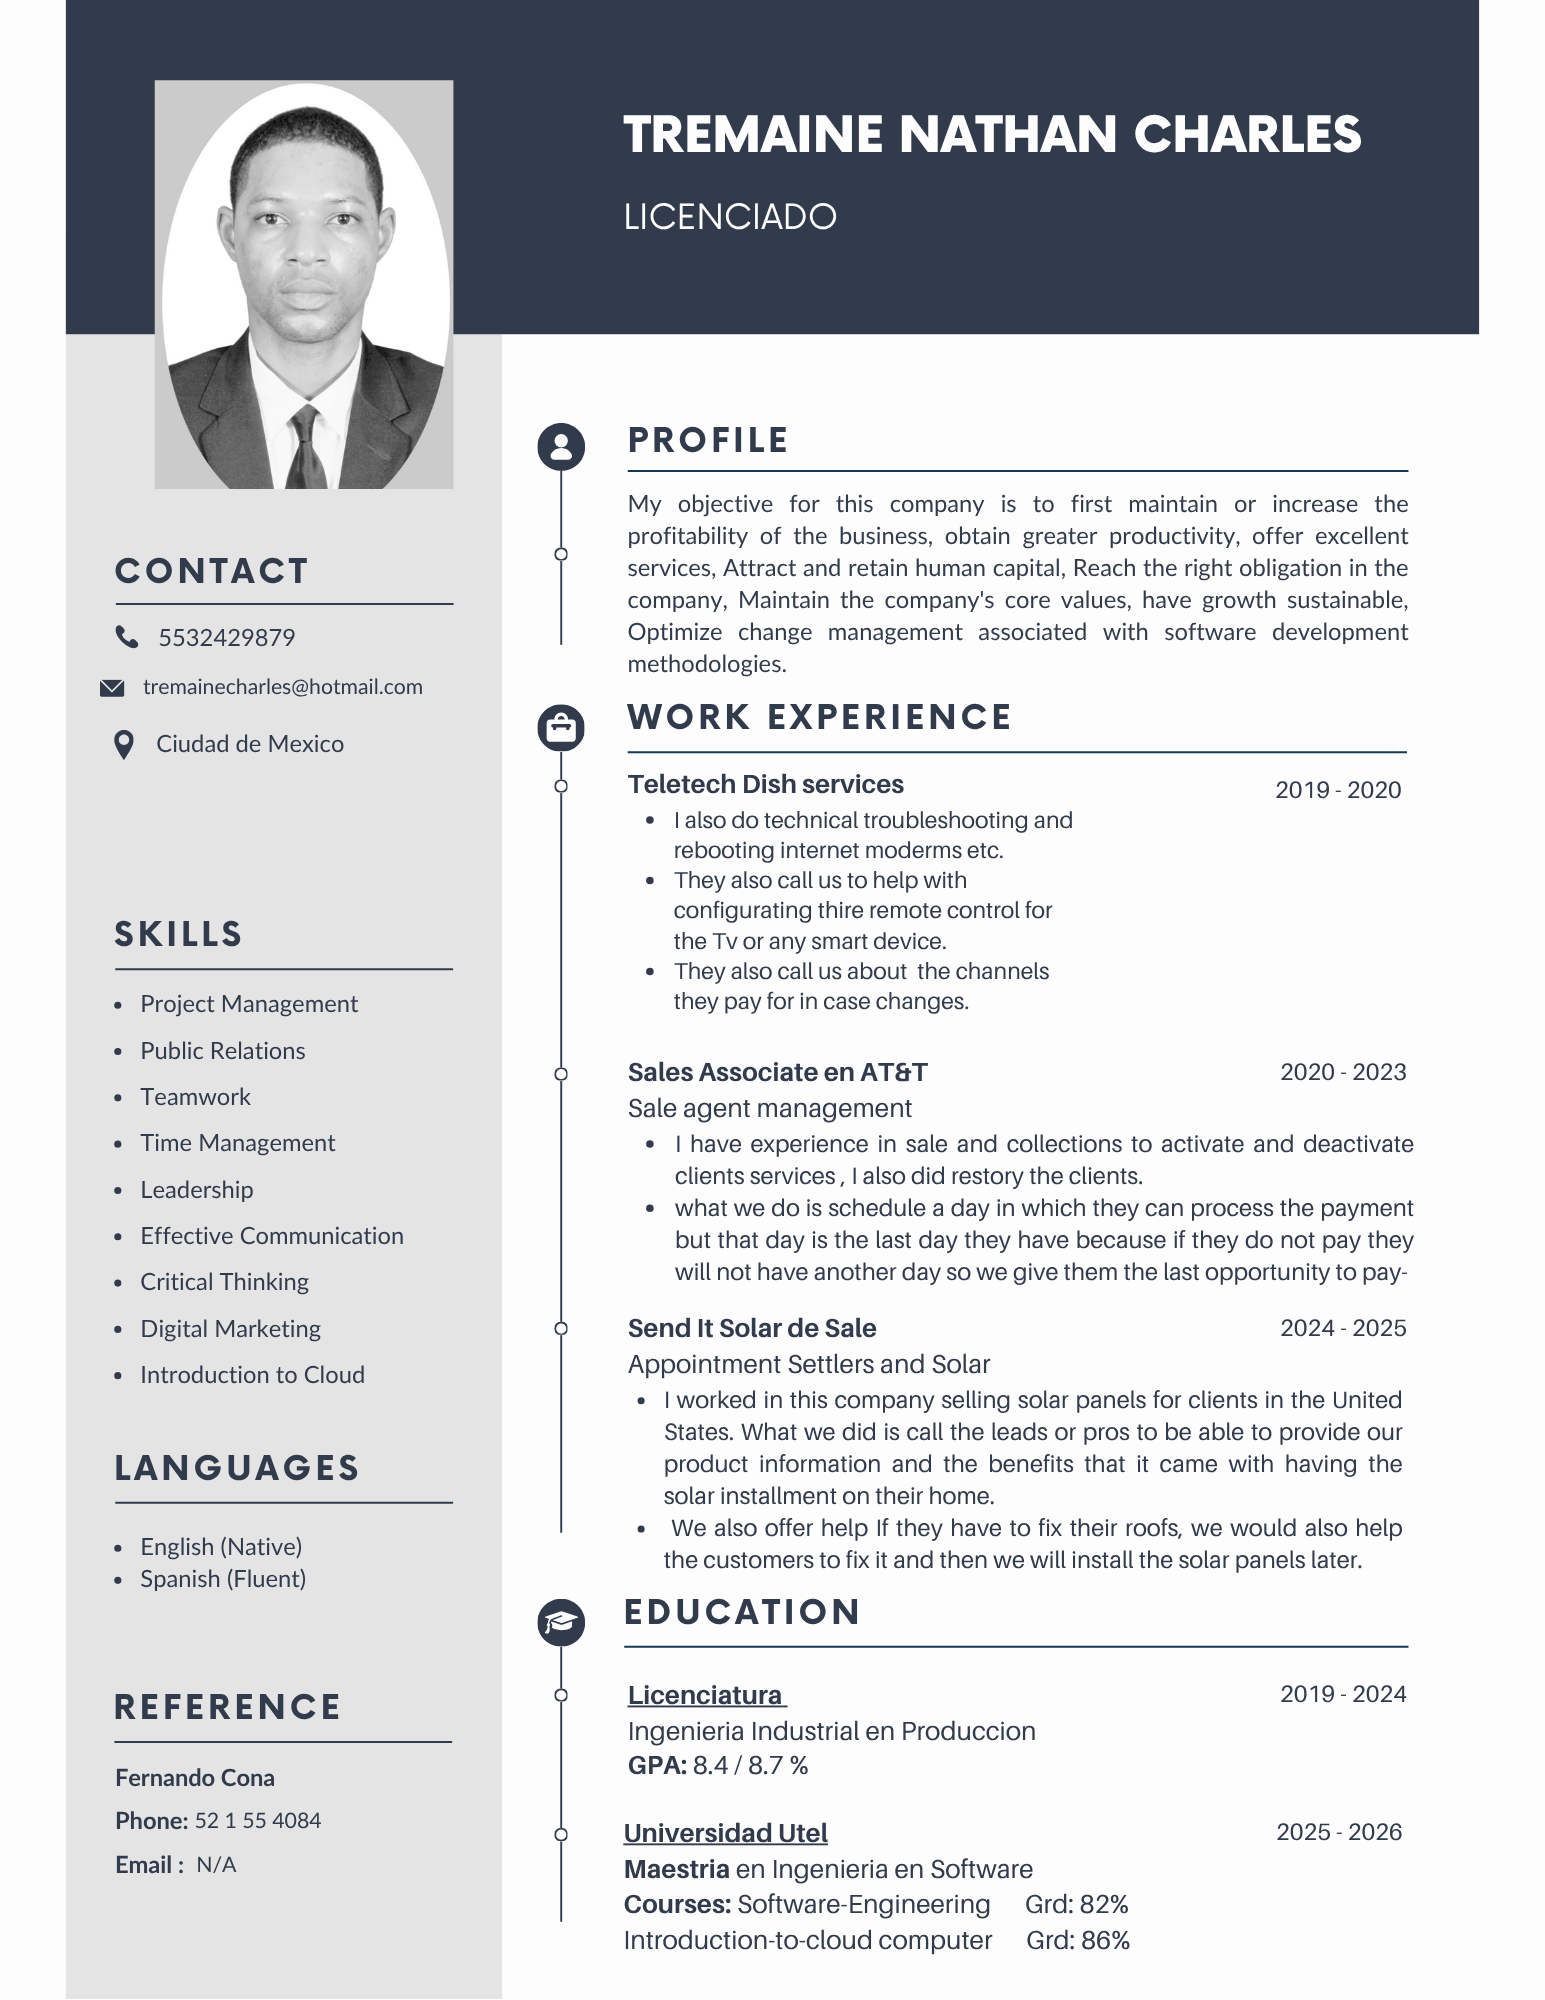 TREMAINE NATHAN CHARLES
LICENCIADO
CONTACT
5532429879
tremainecharles@hotmail.com
Ciudad de Mexico
SKILLS
• Project Management
• Public Relations
• Teamwork
• Time Management
• Leadership
• Effective Communication
• Critical Thinking
• Digital Marketing
• Introduction to Cloud
LANGUAGES
• English (Native)
• Spanish (Fluent)
REFERENCE
Fernando Cona
Phone: 52 1 55 4084
Email : N/A
PROFILE
My objective for this company is to first maintain or increase the
profitability of the business, obtain greater productivity, offer excellent
services, Attract and retain human capital, Reach the right obligation in the
company, Maintain the company's core values, have growth sustainable,
Optimize change management associated with software development
methodologies.
WORK EXPERIENCE
Teletech Dish services 2019 - 2020
• I also do technical troubleshooting and
rebooting internet moderms etc.
• They also call us to help with
configurating thire remote control for
the Tv or any smart device.
• They also call us about the channels
they pay for in case changes.
Sales Associate en AT&T 2020 - 2023
Sale agent management
• I have experience in sale and collections to activate and deactivate
clients services , I also did restory the clients.
• what we do is schedule a day in which they can process the payment
but that day is the last day they have because if they do not pay they
will not have another day so we give them the last opportunity to pay-
Send It Solar de Sale 2024 - 2025
Appointment Settlers and Solar
• I worked in this company selling solar panels for clients in the United
States. What we did is call the leads or pros to be able to provide our
product information and the benefits that it came with having the
solar installment on their home.
• We also offer help If they have to fix their roofs, we would also help
the customers to fix it and then we will install the solar panels later.
EDUCATION
Licenciatura 2019 - 2024
Ingenieria Industrial en Produccion
GPA: 8.4 / 8.7 %
Universidad Utel 2025 - 2026
Maestria en Ingenieria en Software
Courses: Software-Engineering Grd: 82%
Introduction-to-cloud computer Grd: 86%